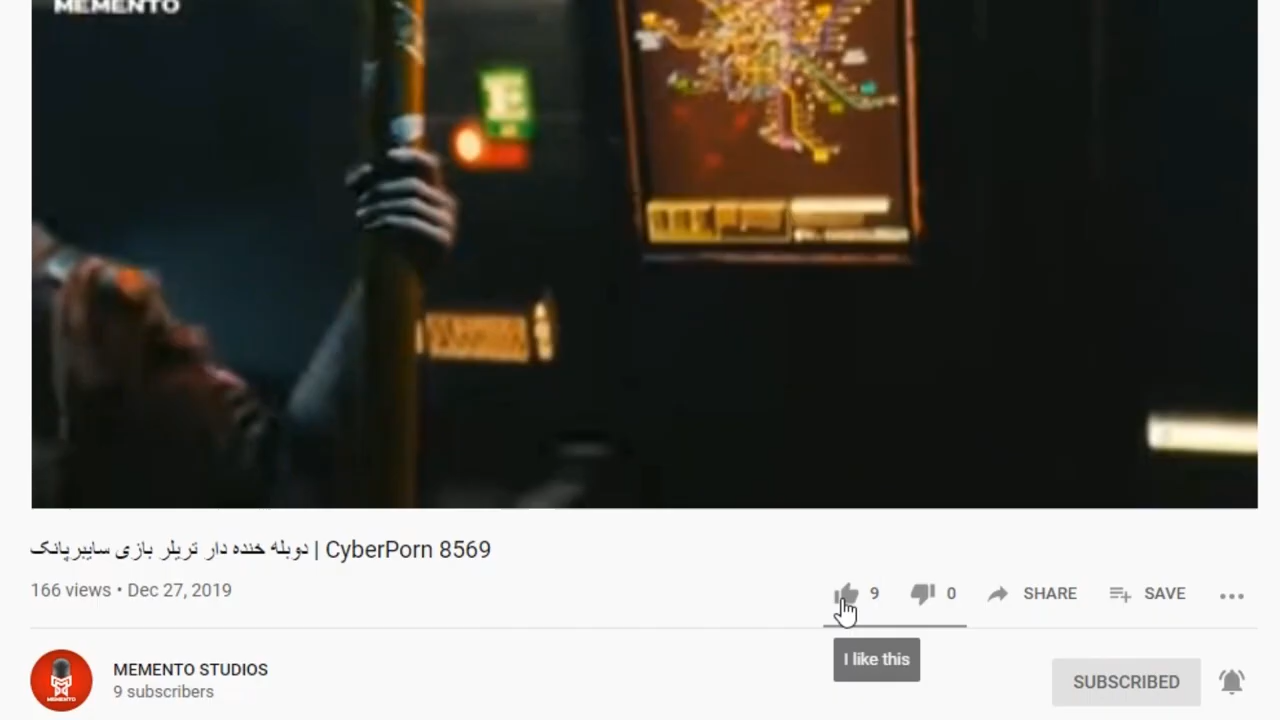 MEMENTO
E
دوبله خنده دار تریلر بازی سایبرپانک | CyberPorn 8569
166 views • Dec 27, 2019
9
0
SHARE
SAVE
I like this
MEMENTO STUDIOS
9 subscribers
SUBSCRIBED
MEMENTO